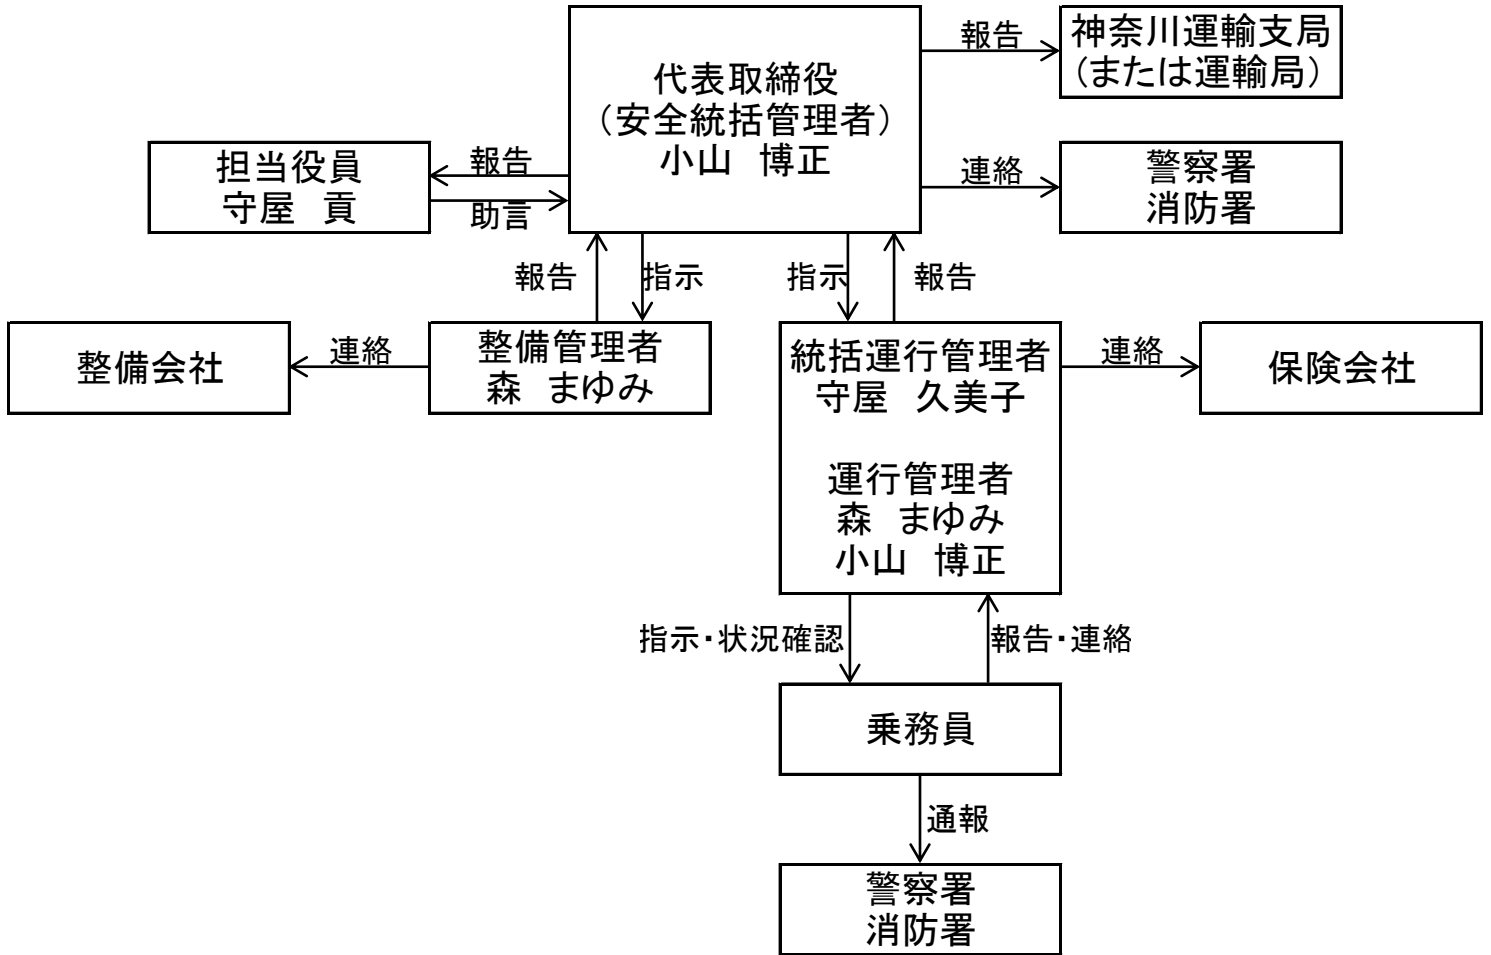 代表取締役
（安全統括管理者）
小山　博正
報告
神奈川運輸支局
（または運輸局）
連絡
警察署
消防署
担当役員
守屋　貢
報告
助言
報告
指示
指示
報告
整備会社
連絡
整備管理者
森　まゆみ
統括運行管理者
守屋　久美子
運行管理者
森　まゆみ
小山　博正
連絡
保険会社
指示・状況確認
報告・連絡
乗務員
通報
警察署
消防署